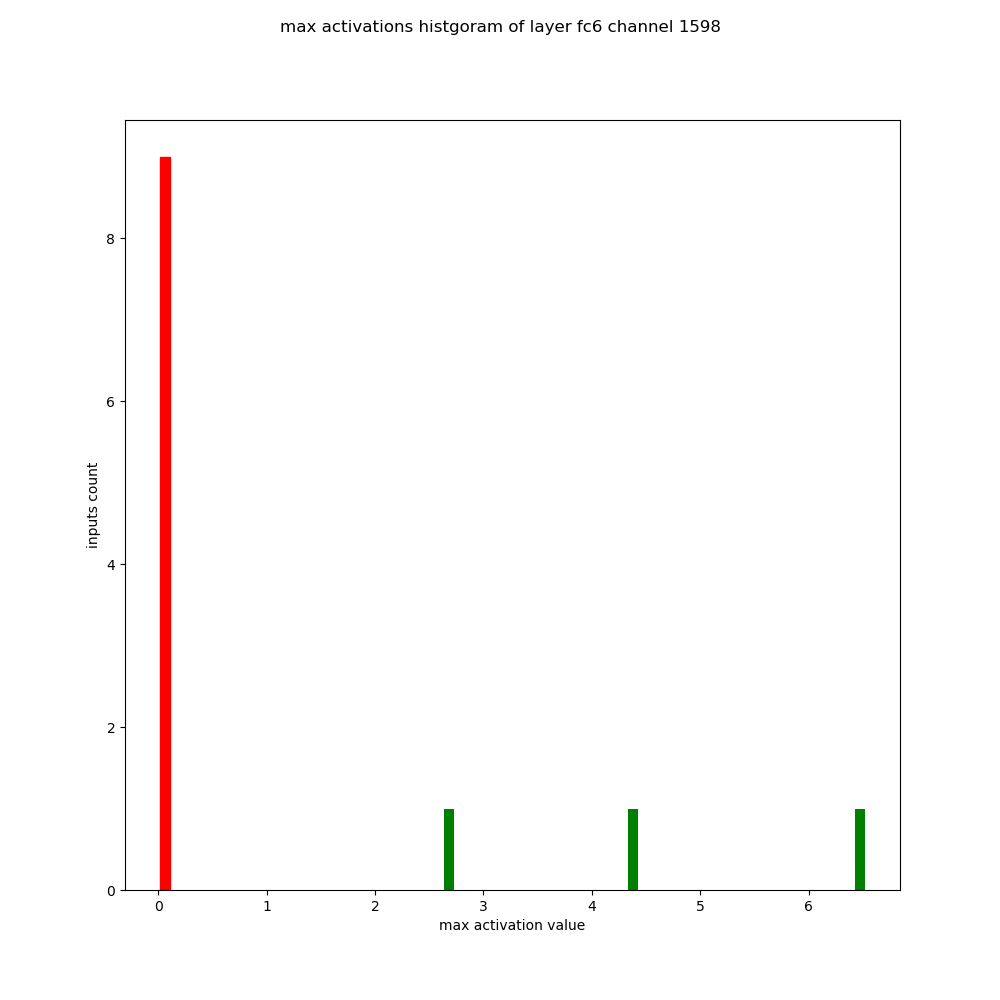 max activations histgoram of layer fc6 channel 1598
8
6
4
2
0
inputs count
0 1 2 3 4 5 6
max activation value